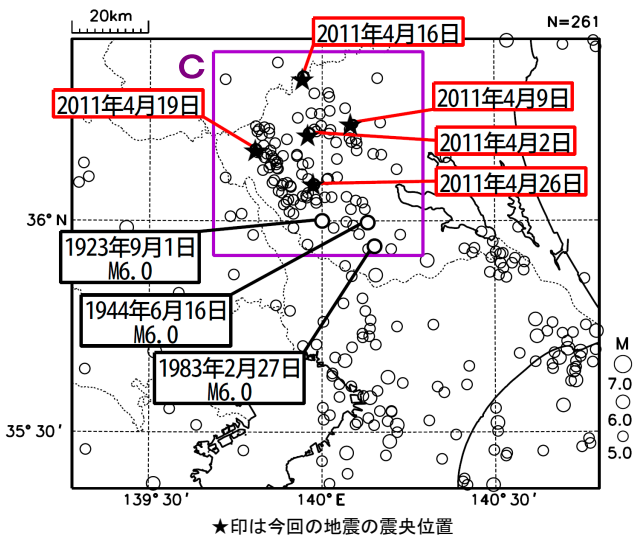 20km
N=261
2011年4月16日
C
2011年4月19日
2011年4月9日
2011年4月2日
2011年4月26日
36°N
1923年9月1日
M6.0
1944年6月16日
M6.0
1983年2月27日
M6.0
M
7.0
6.0
5.0
35°30'
139°30'
140°E
140°30'
★印は今回の地震の震央位置